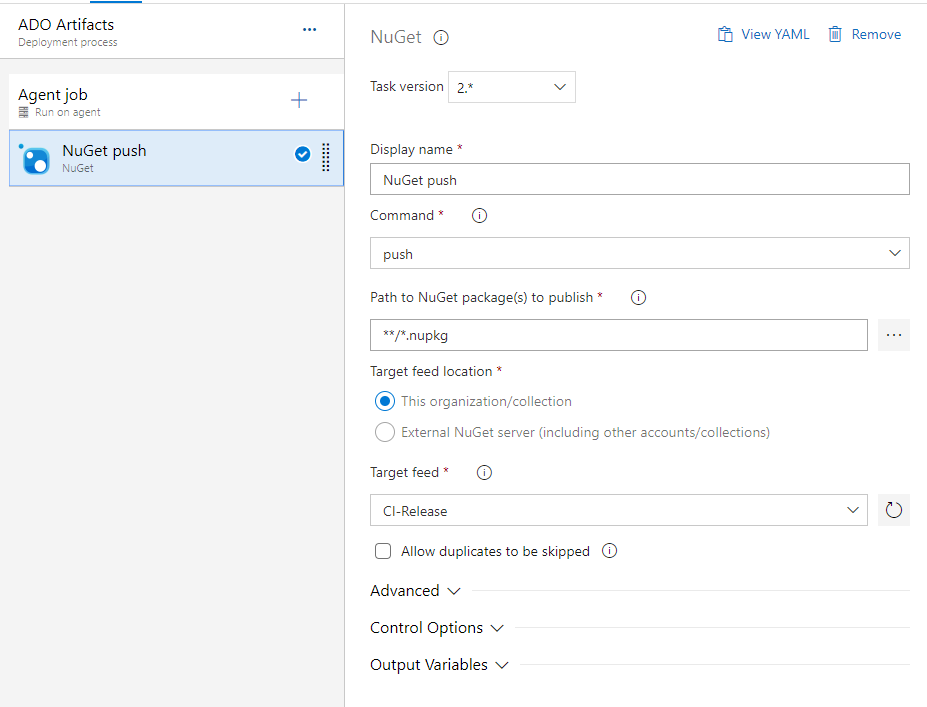 ADO Artifacts
Deployment process
Agent job
Run on agent
NuGet push
NuGet
NuGet
View YAML
Remove
Task version
2.*
Display name *
NuGet push
Command *
push
Path to NuGet package(s) to publish *
**/*.nupkg
Target feed location *
This organization/collection
External NuGet server (including other accounts/collections)
Target feed *
CI-Release
Allow duplicates to be skipped
Advanced
Control Options
Output Variables